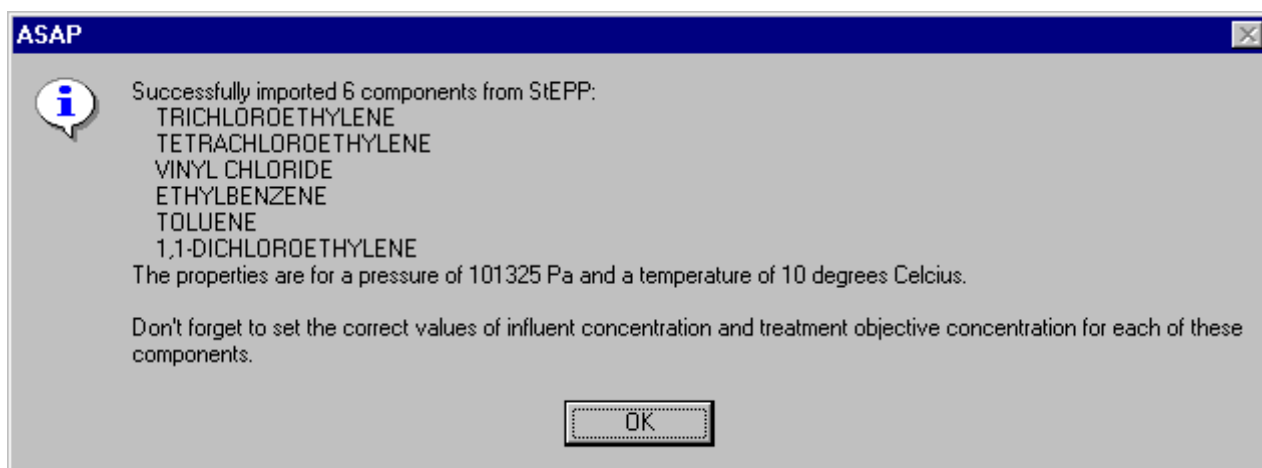 ASAP
Successfully imported 6 components from StEPP:
TRICHLOROETHYLENE
TETRACHLOROETHYLENE
VINYL CHLORIDE
ETHYLBENZENE
TOLUENE
1,1-DICHLOROETHYLENE
The properties are for a pressure of 101325 Pa and a temperature of 10 degrees Celcius.
Don't forget to set the correct values of influent concentration and treatment objective concentration for each of these
components.
OK